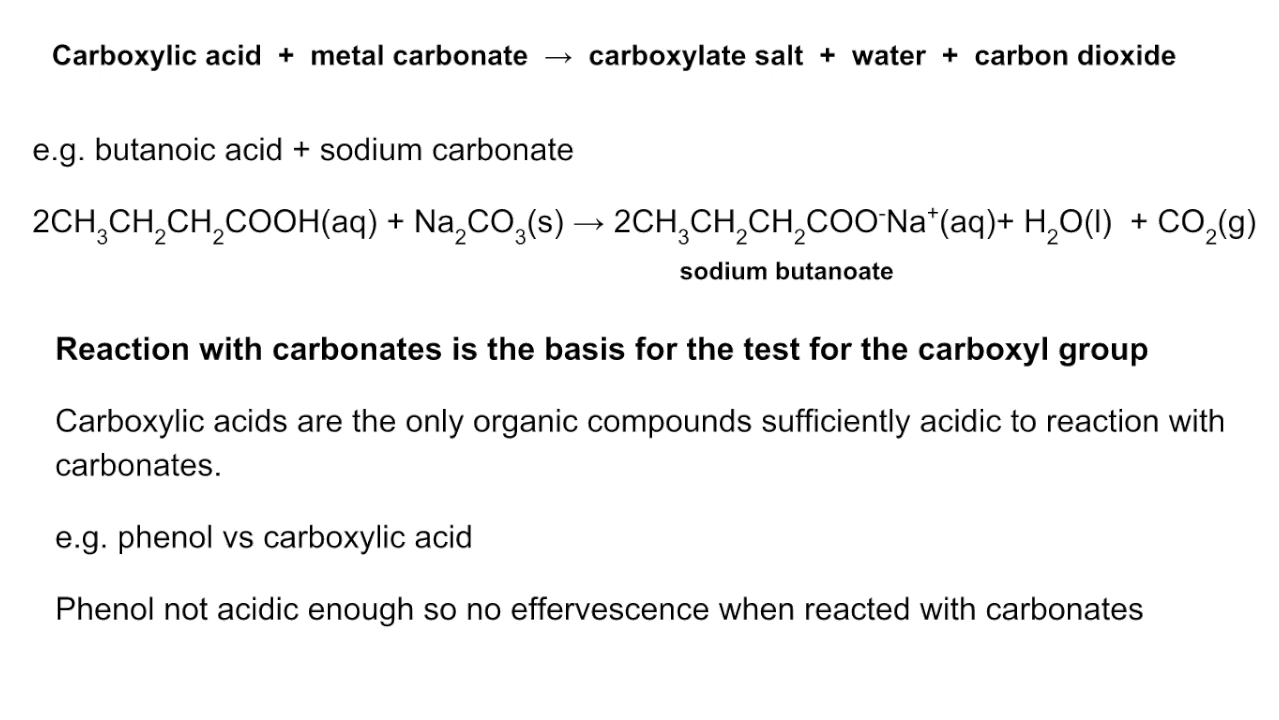 Carboxylic acid + metal carbonate → carboxylate salt + water + carbon dioxide
e.g. butanoic acid + sodium carbonate
2CH₃CH₂CH₂COOH(aq) + Na₂CO₃(s) → 2CH₃CH₂CH₂COO⁻Na⁺(aq)+ H₂O(l) + CO₂(g)
sodium butanoate
Reaction with carbonates is the basis for the test for the carboxyl group
Carboxylic acids are the only organic compounds sufficiently acidic to reaction with
carbonates.
e.g. phenol vs carboxylic acid
Phenol not acidic enough so no effervescence when reacted with carbonates